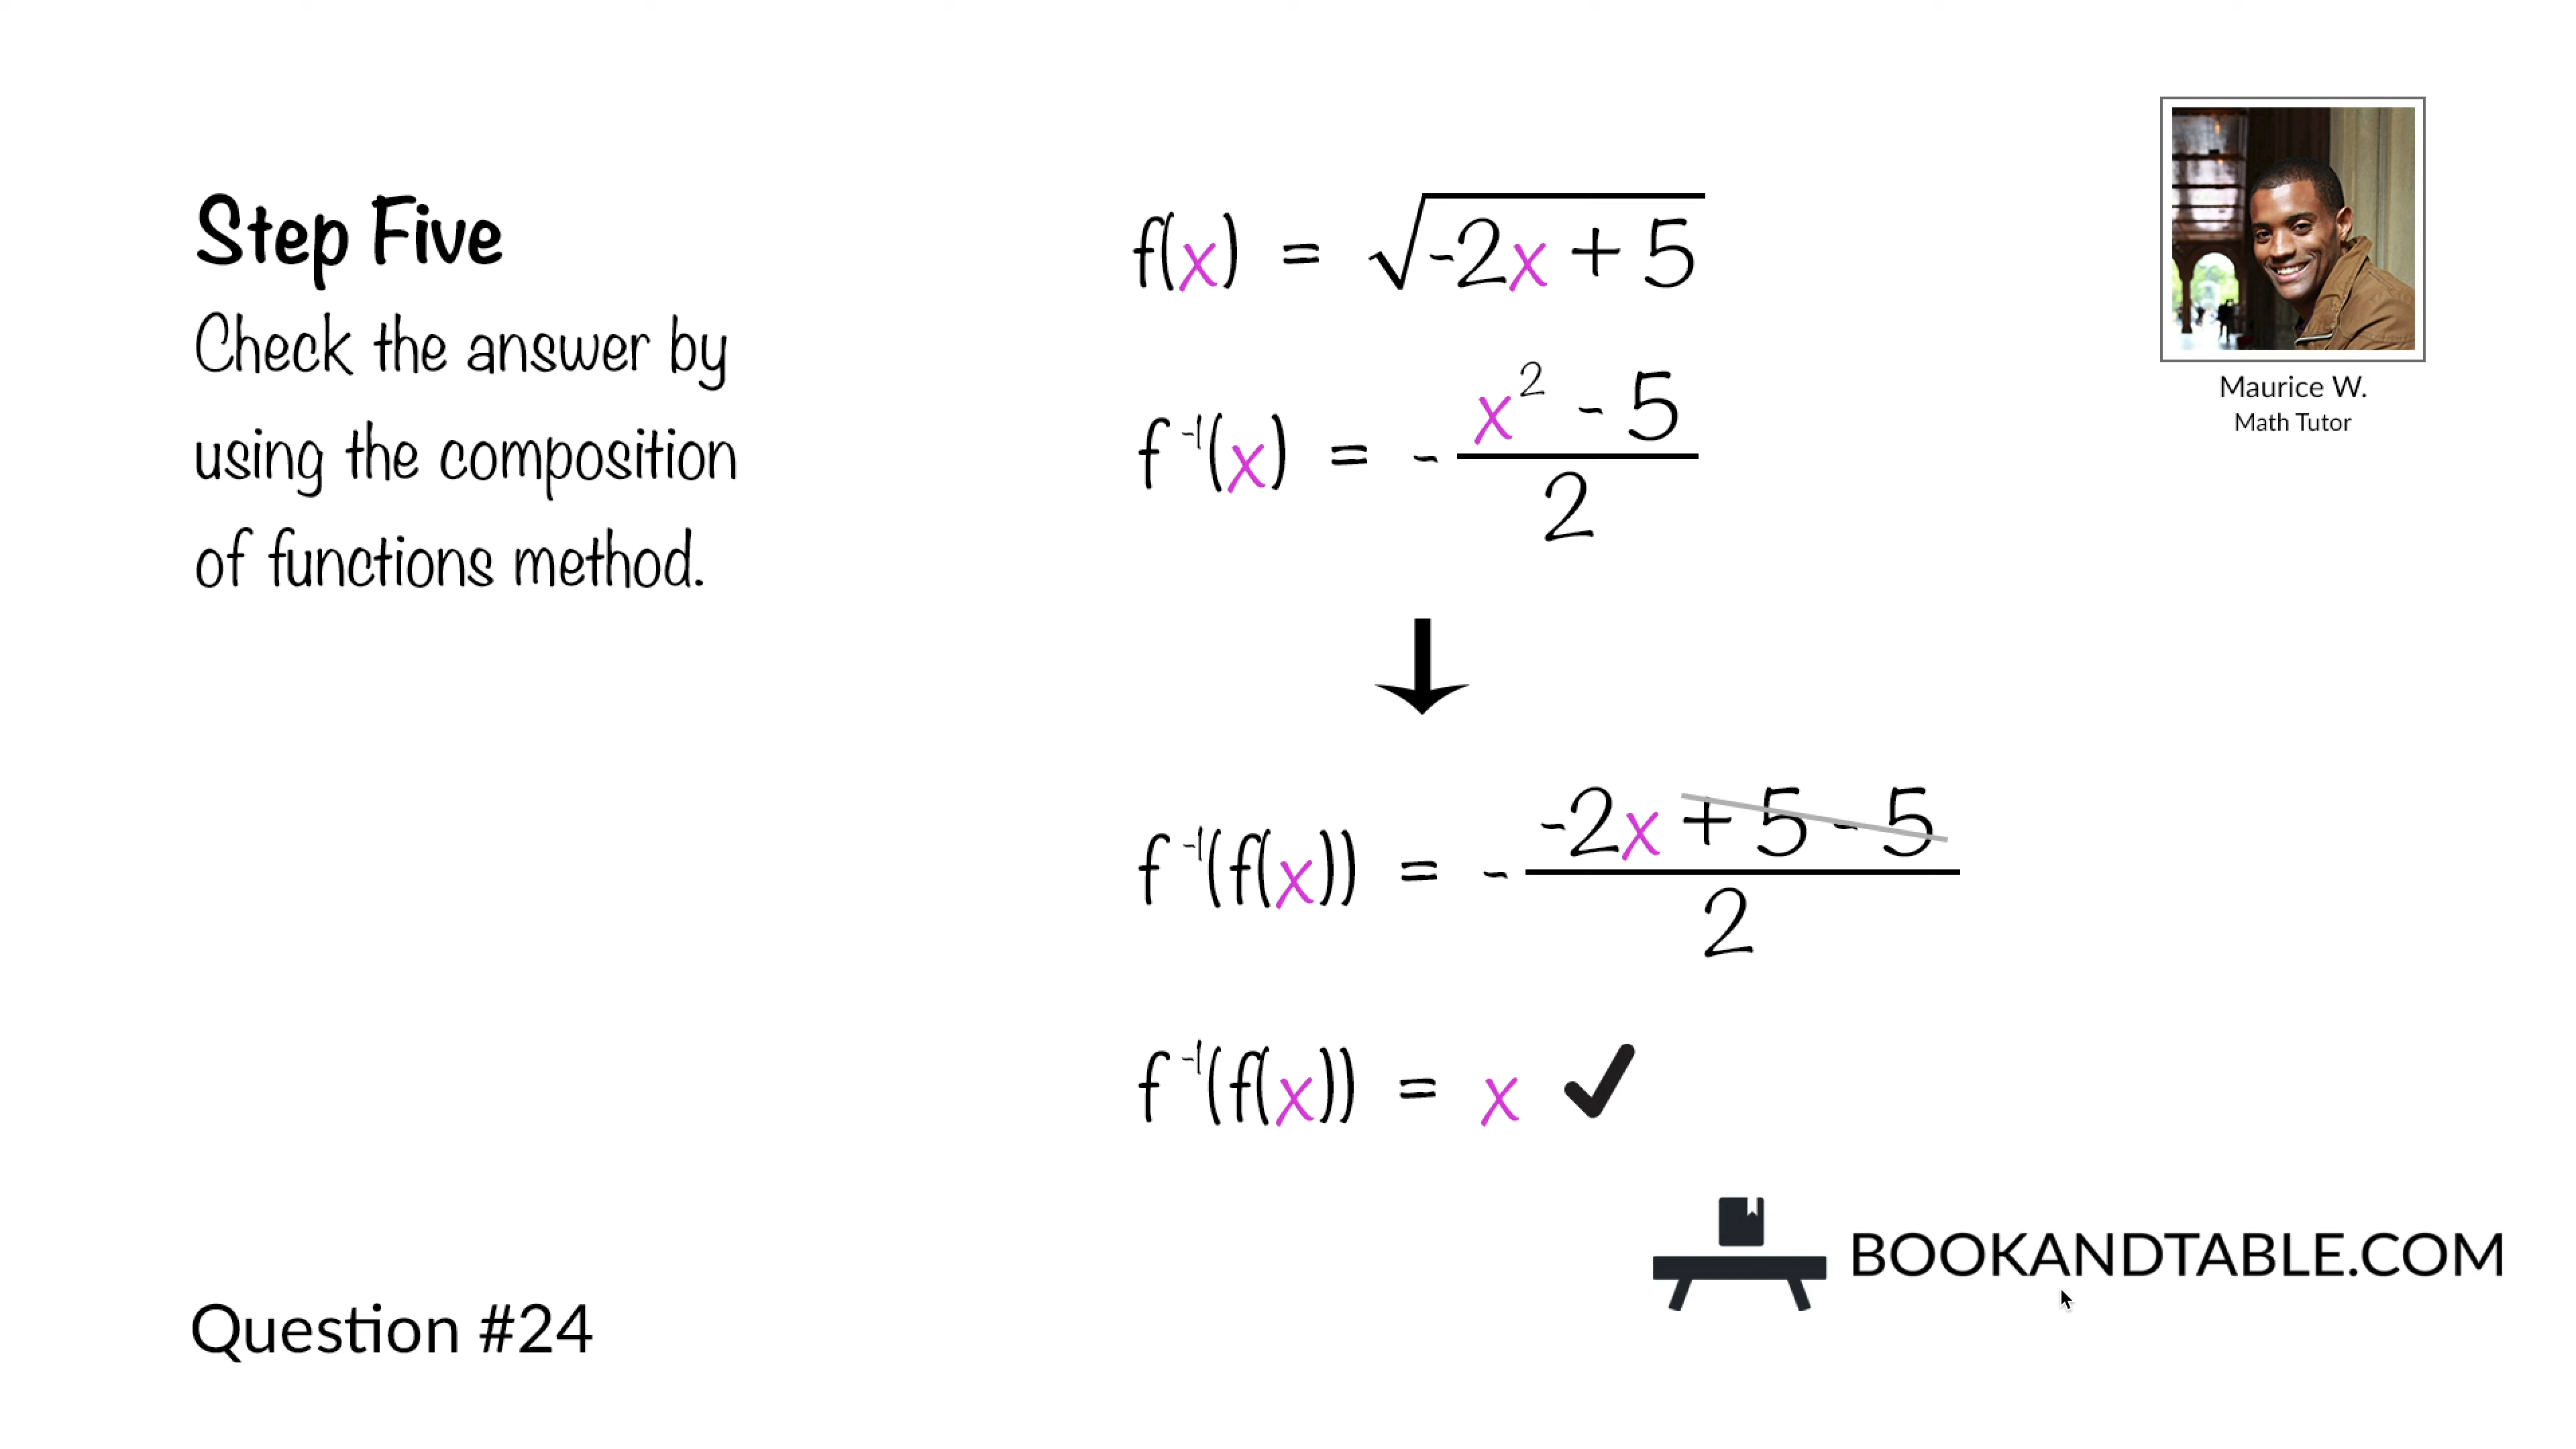 Step Five
Check the answer by
using the composition
of functions method.
f(x) = √-2x + 5
f⁻¹(x) = - x² - 5
2
f⁻¹(f(x)) = - -2x + 5 - 5
2
f⁻¹(f(x)) = x ✓
Maurice W.
Math Tutor
BOOKANDTABLE.COM
Question #24